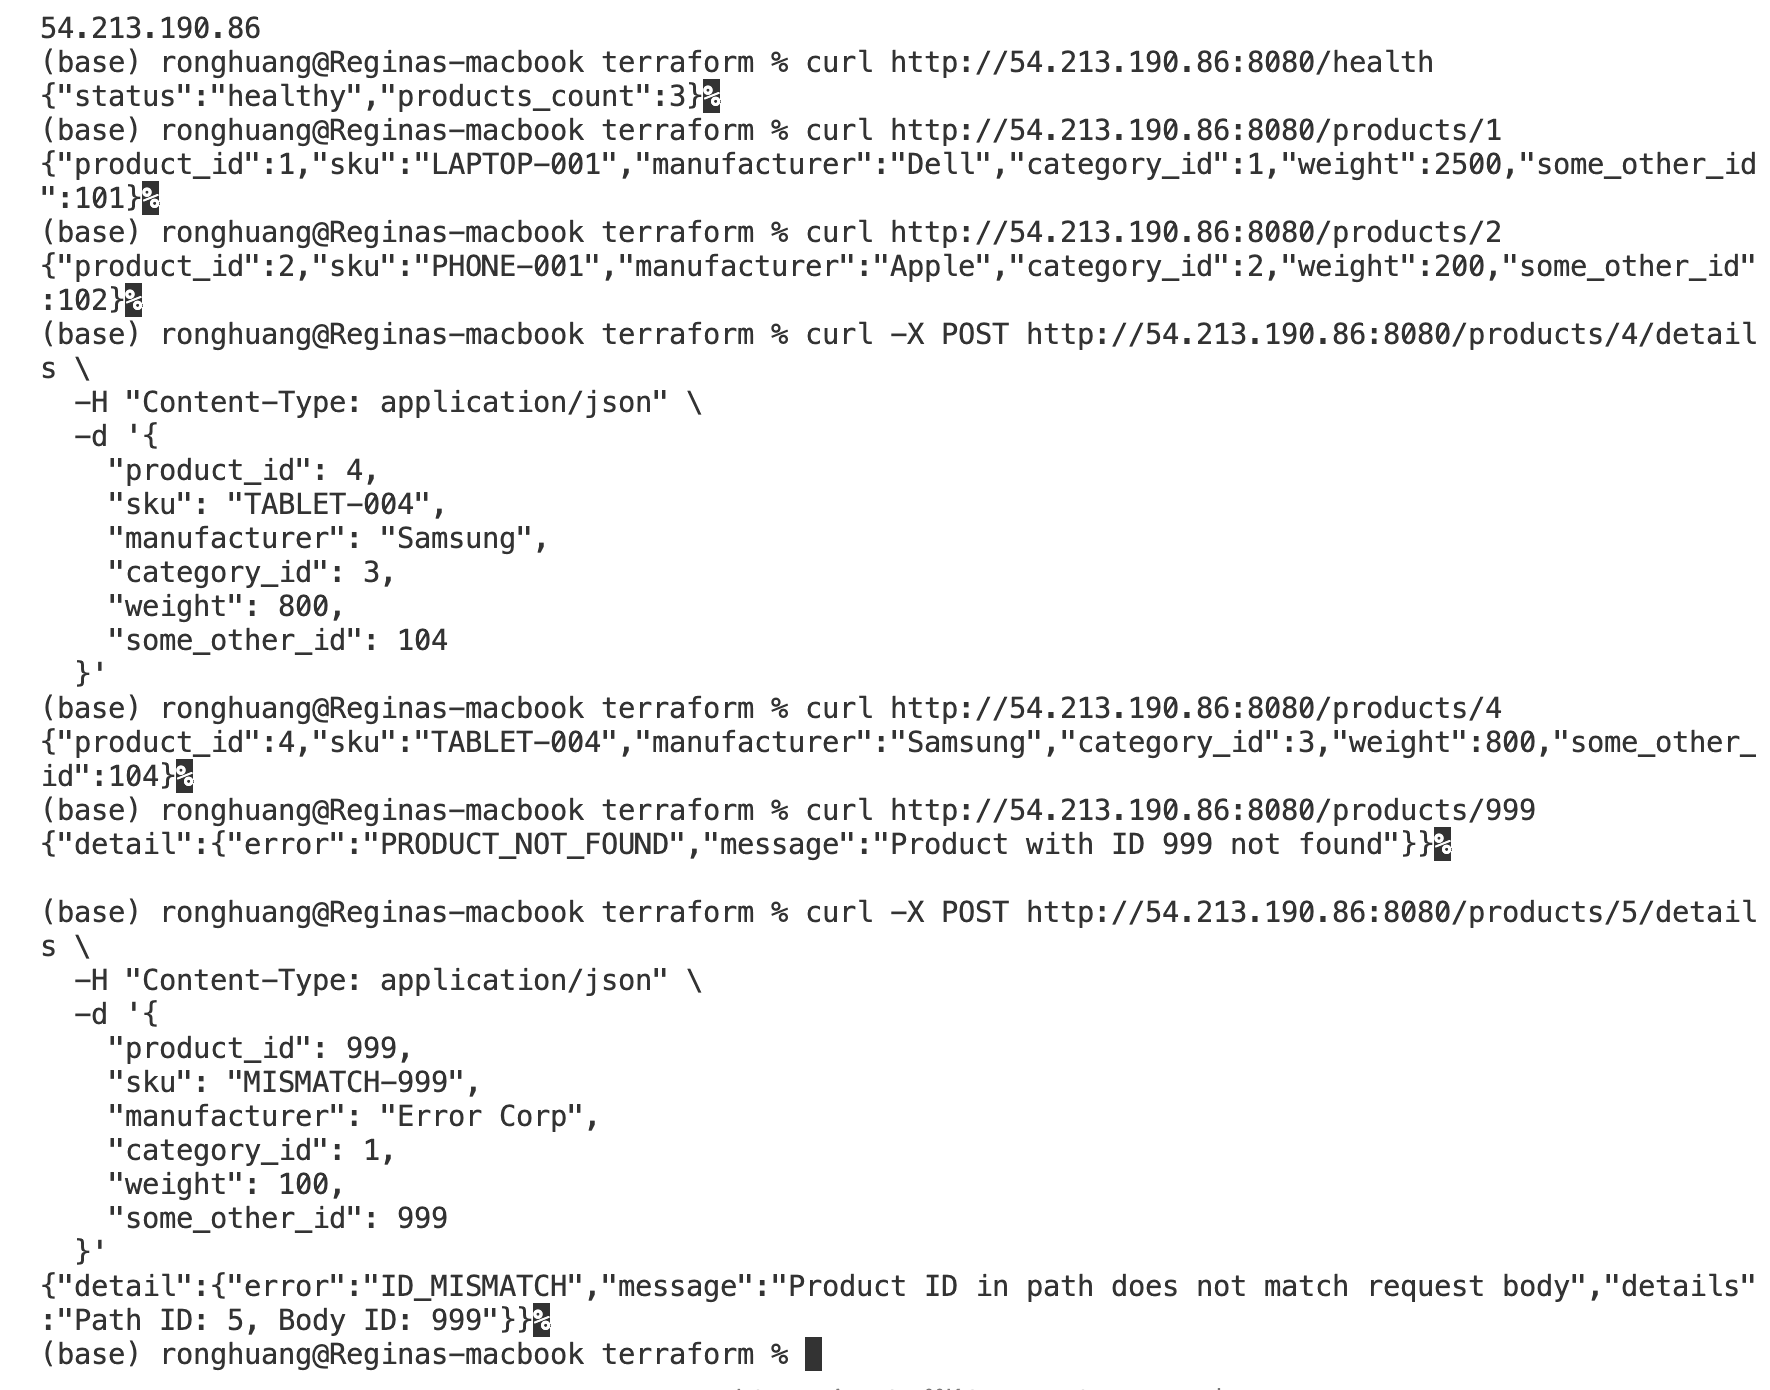 54.213.190.86
(base) ronghuang@Reginas-macbook terraform % curl http://54.213.190.86:8080/health
{"status":"healthy","products_count":3}%
(base) ronghuang@Reginas-macbook terraform % curl http://54.213.190.86:8080/products/1
{"product_id":1,"sku":"LAPTOP-001","manufacturer":"Dell","category_id":1,"weight":2500,"some_other_id
":101}%
(base) ronghuang@Reginas-macbook terraform % curl http://54.213.190.86:8080/products/2
{"product_id":2,"sku":"PHONE-001","manufacturer":"Apple","category_id":2,"weight":200,"some_other_id"
:102}%
(base) ronghuang@Reginas-macbook terraform % curl -X POST http://54.213.190.86:8080/products/4/detail
s \
  -H "Content-Type: application/json" \
  -d '{
    "product_id": 4,
    "sku": "TABLET-004",
    "manufacturer": "Samsung",
    "category_id": 3,
    "weight": 800,
    "some_other_id": 104
  }'
(base) ronghuang@Reginas-macbook terraform % curl http://54.213.190.86:8080/products/4
{"product_id":4,"sku":"TABLET-004","manufacturer":"Samsung","category_id":3,"weight":800,"some_other_
id":104}%
(base) ronghuang@Reginas-macbook terraform % curl http://54.213.190.86:8080/products/999
{"detail":{"error":"PRODUCT_NOT_FOUND","message":"Product with ID 999 not found"}}%
(base) ronghuang@Reginas-macbook terraform % curl -X POST http://54.213.190.86:8080/products/5/detail
s \
  -H "Content-Type: application/json" \
  -d '{
    "product_id": 999,
    "sku": "MISMATCH-999",
    "manufacturer": "Error Corp",
    "category_id": 1,
    "weight": 100,
    "some_other_id": 999
  }'
{"detail":{"error":"ID_MISMATCH","message":"Product ID in path does not match request body","details"
:"Path ID: 5, Body ID: 999"}}%
(base) ronghuang@Reginas-macbook terraform %